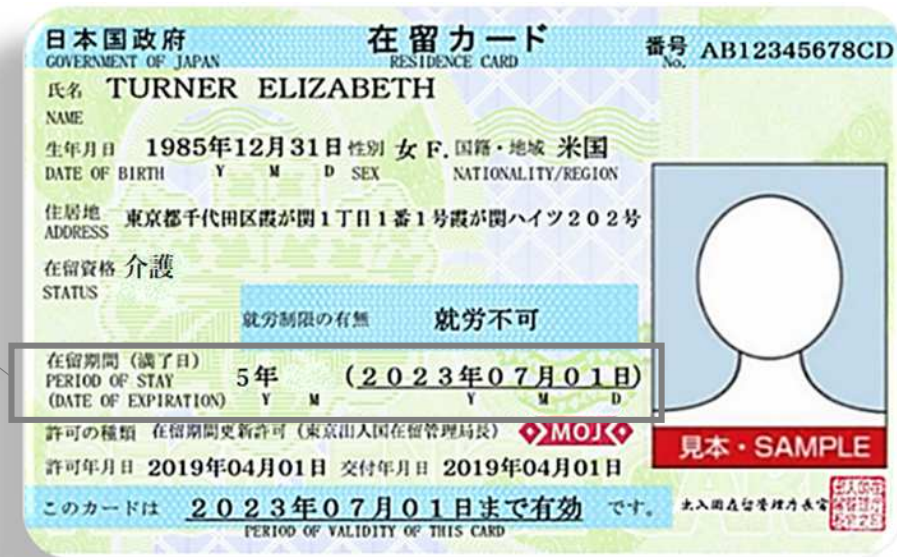 日本国政府 在留カード 番号 AB12345678CD
GOVERNMENT OF JAPAN RESIDENCE CARD No.
氏名 TURNER ELIZABETH
NAME
生年月日 1985年12月31日 性別 女 F. 国籍・地域 米国
DATE OF BIRTH Y M D SEX NATIONALITY/REGION
住居地 東京都千代田区霞が関1丁目1番1号霞が関ハイツ202号
ADDRESS
在留資格 介護
STATUS
就労制限の有無 就労不可
在留期間(満了日)
PERIOD OF STAY 5年 (2023年07月01日)
(DATE OF EXPIRATION) Y M Y M D
許可の種類 在留期間更新許可(東京出入国在留管理局長) MOJ
見本・SAMPLE
許可年月日 2019年04月01日 交付年月日 2019年04月01日
このカードは 2023年07月01日まで有効 です。
PERIOD OF VALIDITY OF THIS CARD
出入国在留管理庁長官